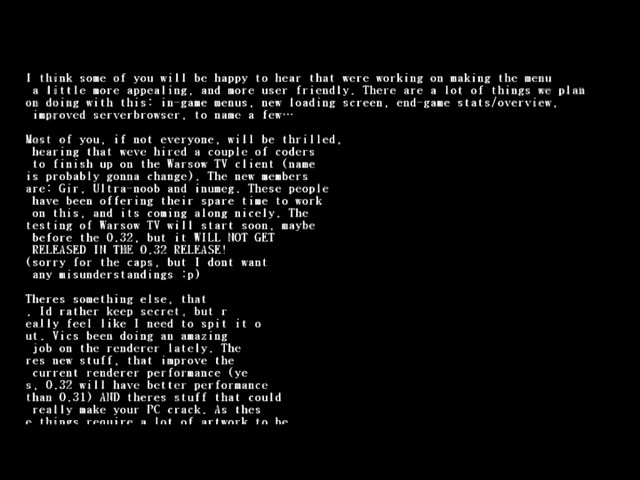 I think some of you will be happy to hear that were working on making the menu
a little more appealing, and more user friendly. There are a lot of things we plan
on doing with this: in-game menus, new loading screen, end-game stats/overview,
improved serverbrowser, to name a few…
Most of you, if not everyone, will be thrilled,
hearing that weve hired a couple of coders
to finish up on the Warsow TV client (name
is probably gonna change). The new members
are: Gir, Ultra-noob and inumeg. These people
have been offering their spare time to work
on this, and its coming along nicely. The
testing of Warsow TV will start soon, maybe
before the 0.32, but it WILL NOT GET
RELEASED IN THE 0.32 RELEASE!
(sorry for the caps, but I dont want
any misunderstandings :p)
Theres something else, that
, Id rather keep secret, but r
eally feel like I need to spit it o
ut. Vics been doing an amazing
job on the renderer lately. The
res new stuff, that improve the
current renderer performance (ye
s, 0.32 will have better performance
than 0.31) AND theres stuff that could
really make your PC crack. As thes
e things require a lot of artwork to be